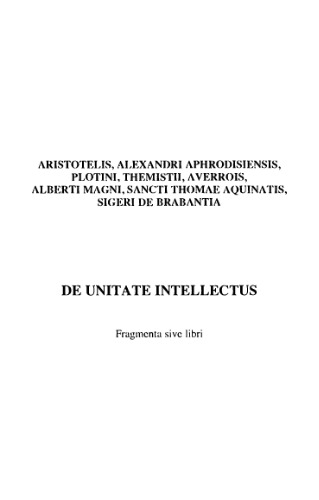 ARISTOTELIS, ALEXANDRI APHRODISIENSIS,
PLOTINI, THEMISTII, AVERROIS,
ALBERTI MAGNI, SANCTI THOMAE AQUINATIS,
SIGERI DE BRABANTIA
DE UNITATE INTELLECTUS
Fragmenta sive libri